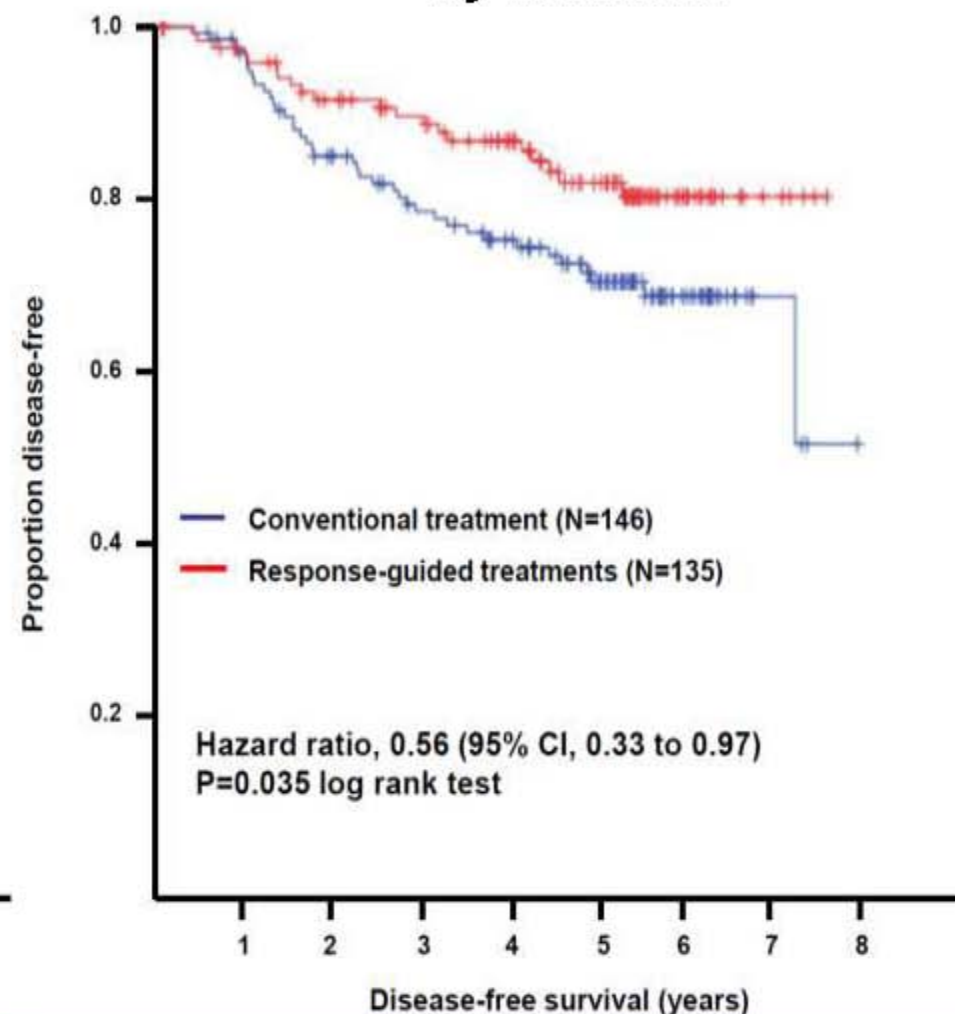 1.0
0.8
0.6
0.4
0.2
Proportion disease-free
Conventional treatment (N=146)
Response-guided treatments (N=135)
Hazard ratio, 0.56 (95% CI, 0.33 to 0.97)
P=0.035 log rank test
1 2 3 4 5 6 7 8
Disease-free survival (years)